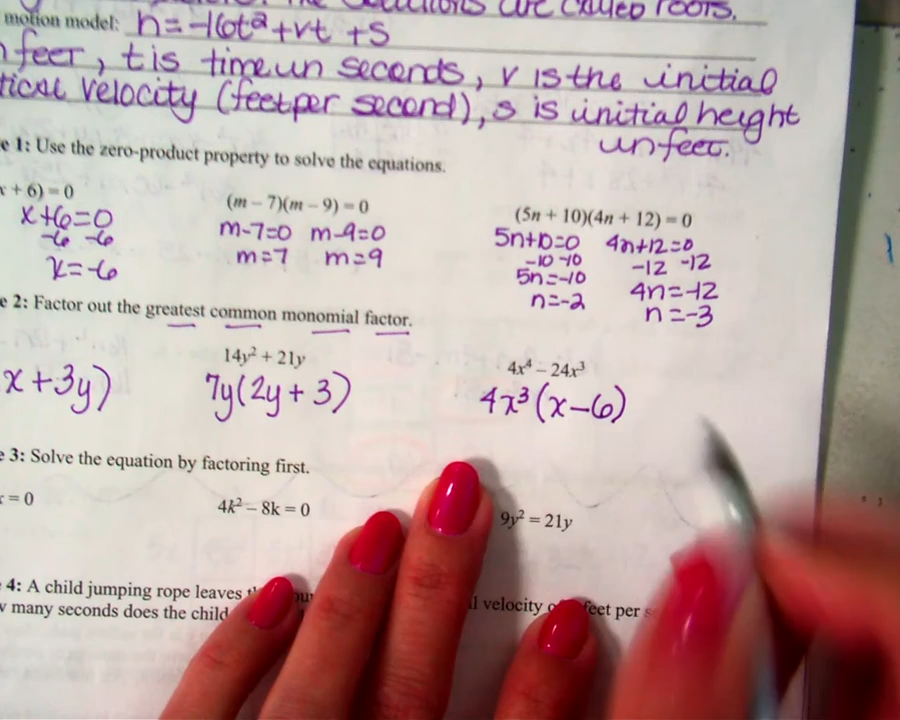 The solutions are called roots.
motion model: h=-16t²+vt +s
feet, t is time in seconds, v is the initial
tical velocity (feet per second), s is initial height
in feet.
e 1: Use the zero-product property to solve the equations.
x + 6) = 0 (m – 7)(m – 9) = 0 (5n + 10)(4n + 12) = 0
x+6=0 m-7=0 m-9=0 5n+10=0 4n+12=0
-6 -6 m=7 m=9 -10 -10 -12 -12
x=-6 5n=-10 4n=-12
n=-2 n=-3
e 2: Factor out the greatest common monomial factor.
14y² + 21y 4x⁴ – 24x³
x+3y) 7y(2y+3) 4x³(x-6)
e 3: Solve the equation by factoring first.
= 0 4k² – 8k = 0 9y² = 21y
4: A child jumping rope leaves l velocity feet per
w many seconds does the child